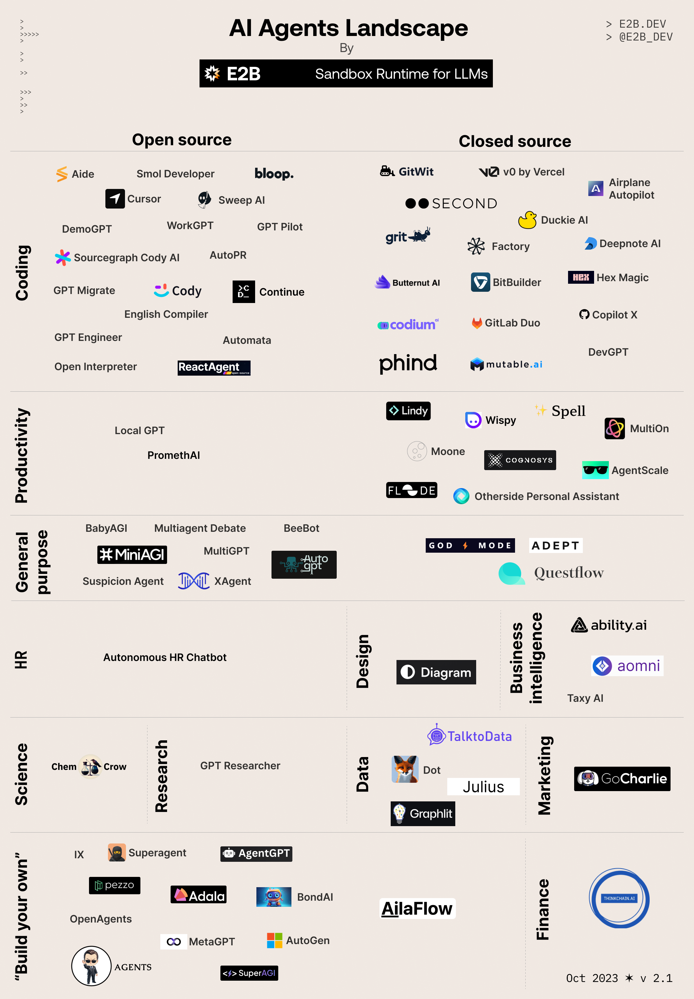 >
>
>>>>>
>
>
>
>>
>>>
>
>>
>
AI Agents Landscape
By
E2B Sandbox Runtime for LLMs
> E2B.DEV
> @E2B_DEV
Open source
Closed source
Coding
Aide
Smol Developer
bloop.
Cursor
Sweep AI
DemoGPT
WorkGPT
GPT Pilot
Sourcegraph Cody AI
AutoPR
GPT Migrate
Cody
>C
D_
Continue
English Compiler
GPT Engineer
Automata
Open Interpreter
ReactAgent
open-source
GitWit
v0 by Vercel
Airplane
Autopilot
SECOND
Duckie AI
grit
Factory
Deepnote AI
Butternut AI
BitBuilder
HEX
Hex Magic
codium ai
GitLab Duo
Copilot X
DevGPT
phind
mutable.ai
Productivity
Local GPT
PromethAI
Lindy
Wispy
Spell
MultiOn
Moone
COGNOSYS
AgentScale
FLODE
Otherside Personal Assistant
General
purpose
BabyAGI
Multiagent Debate
BeeBot
MiniAGI
MultiGPT
Auto
gpt
Suspicion Agent
XAgent
GOD MODE
ADEPT
Questflow
HR
Autonomous HR Chatbot
Design
Diagram
Business
intelligence
ability.ai
aomni
Taxy AI
Science
Chem Crow
Research
GPT Researcher
Data
TalktoData
Dot
Julius
Graphlit
Marketing
GoCharlie
“Build your own”
IX
Superagent
AgentGPT
pezzo
Adala
BondAI
OpenAgents
MetaGPT
AutoGen
AGENTS
</> SuperAGI
AilaFlow
Finance
THINKCHAIN.AI
Oct 2023 ✶ v 2.1